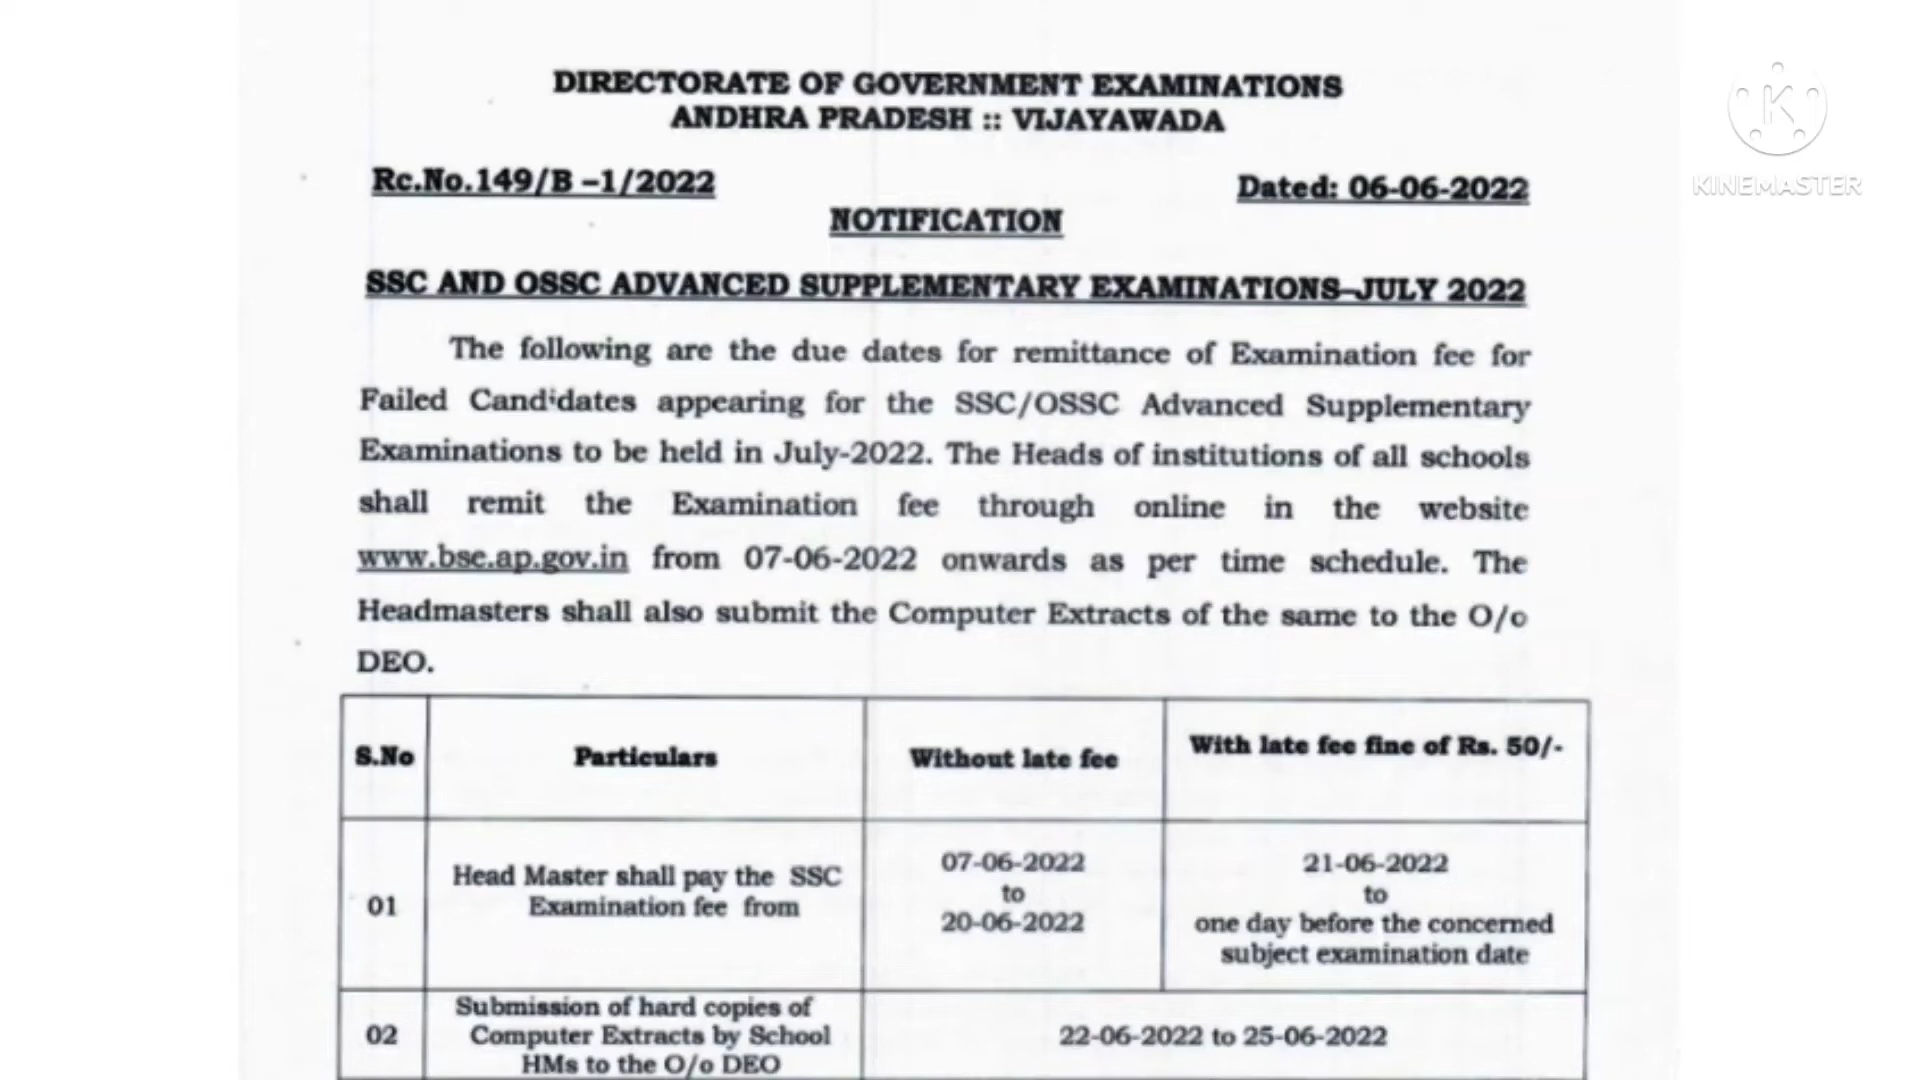 DIRECTORATE OF GOVERNMENT EXAMINATIONS
ANDHRA PRADESH :: VIJAYAWADA
Rc.No.149/B –1/2022
Dated: 06-06-2022
NOTIFICATION
SSC AND OSSC ADVANCED SUPPLEMENTARY EXAMINATIONS–JULY 2022
The following are the due dates for remittance of Examination fee for
Failed Candidates appearing for the SSC/OSSC Advanced Supplementary
Examinations to be held in July-2022. The Heads of institutions of all schools
shall remit the Examination fee through online in the website
www.bse.ap.gov.in from 07-06-2022 onwards as per time schedule. The
Headmasters shall also submit the Computer Extracts of the same to the O/o
DEO.
S.No
Particulars
Without late fee
With late fee fine of Rs. 50/-
01
Head Master shall pay the SSC
Examination fee from
07-06-2022
to
20-06-2022
21-06-2022
to
one day before the concerned
subject examination date
02
Submission of hard copies of
Computer Extracts by School
HMs to the O/o DEO
22-06-2022 to 25-06-2022
K
KINEMASTER